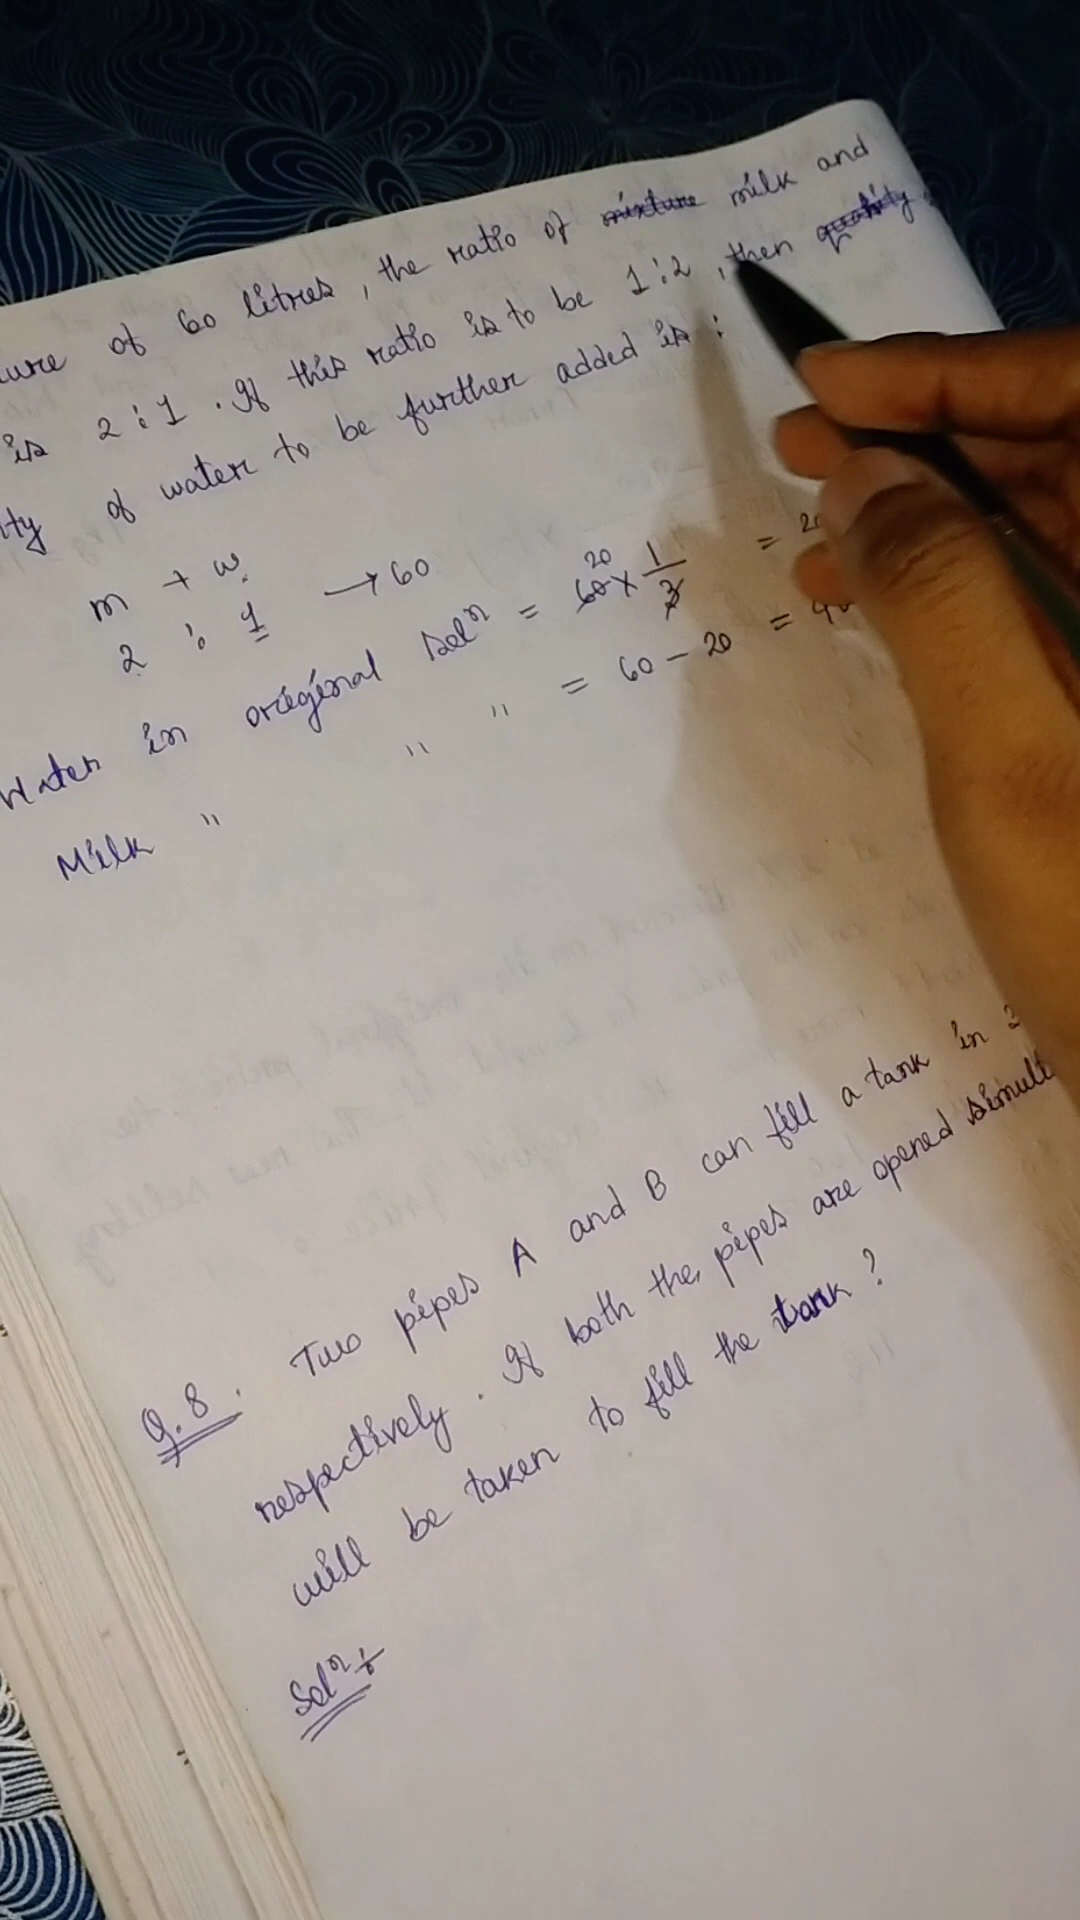 of 60 litres, the ratio of mixture milk and
is 2:1. If this ratio is to be 1:2, then quality
of water to be further added is:
m + w
2 : 1 → 60
Water in original solⁿ = 60 20 × 1/3 = 20
Milk " " " = 60 - 20 = 40
Q.8. Two pipes A and B can fill a tank in
respectively. If both the pipes are opened
will be taken to fill the tank?
Solⁿ: